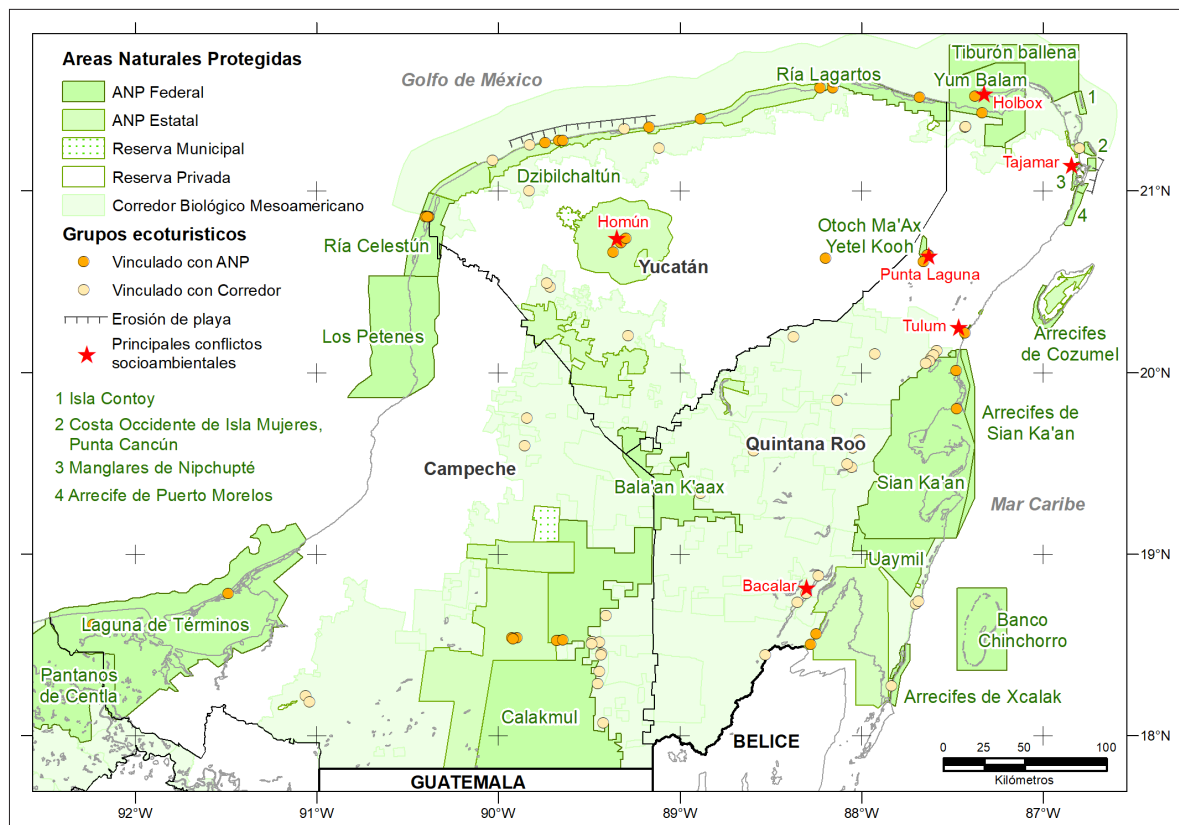 Areas Naturales Protegidas
ANP Federal
ANP Estatal
Reserva Municipal
Reserva Privada
Corredor Biológico Mesoamericano
Grupos ecoturisticos
Vinculado con ANP
Vinculado con Corredor
Erosión de playa
Principales conflictos
socioambientales
1 Isla Contoy
2 Costa Occidente de Isla Mujeres,
Punta Cancún
3 Manglares de Nipchupté
4 Arrecife de Puerto Morelos
Golfo de México
Ría Lagartos
Tiburón ballena
Yum Balam
Holbox
1
2
Tajamar
3
4
21°N
Dzibilchaltún
Homún
Yucatán
Ría Celestún
Otoch Ma'Ax
Yetel Kooh
Punta Laguna
Los Petenes
Tulum
Arrecifes
de Cozumel
20°N
Arrecifes de
Sian Ka'an
Campeche
Quintana Roo
Bala'an K'aax
Sian Ka'an
Mar Caribe
19°N
Uaymil
Bacalar
Laguna de Términos
Banco
Chinchorro
Pantanos
de Centla
Calakmul
Arrecifes de Xcalak
BELICE
18°N
GUATEMALA
0 25 50 100
Kilómetros
92°W 91°W 90°W 89°W 88°W 87°W